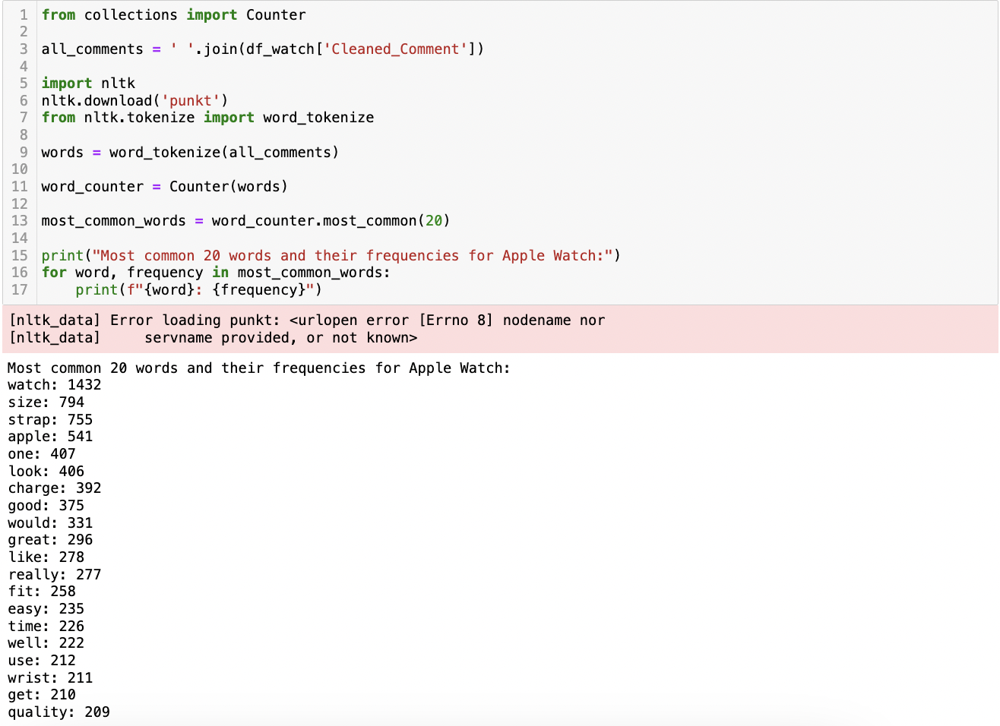 1 from collections import Counter
2
3 all_comments = ' '.join(df_watch['Cleaned_Comment'])
4
5 import nltk
6 nltk.download('punkt')
7 from nltk.tokenize import word_tokenize
8
9 words = word_tokenize(all_comments)
10
11 word_counter = Counter(words)
12
13 most_common_words = word_counter.most_common(20)
14
15 print("Most common 20 words and their frequencies for Apple Watch:")
16 for word, frequency in most_common_words:
17     print(f"{word}: {frequency}")
[nltk_data] Error loading punkt: <urlopen error [Errno 8] nodename nor
[nltk_data]     servname provided, or not known>
Most common 20 words and their frequencies for Apple Watch:
watch: 1432
size: 794
strap: 755
apple: 541
one: 407
look: 406
charge: 392
good: 375
would: 331
great: 296
like: 278
really: 277
fit: 258
easy: 235
time: 226
well: 222
use: 212
wrist: 211
get: 210
quality: 209